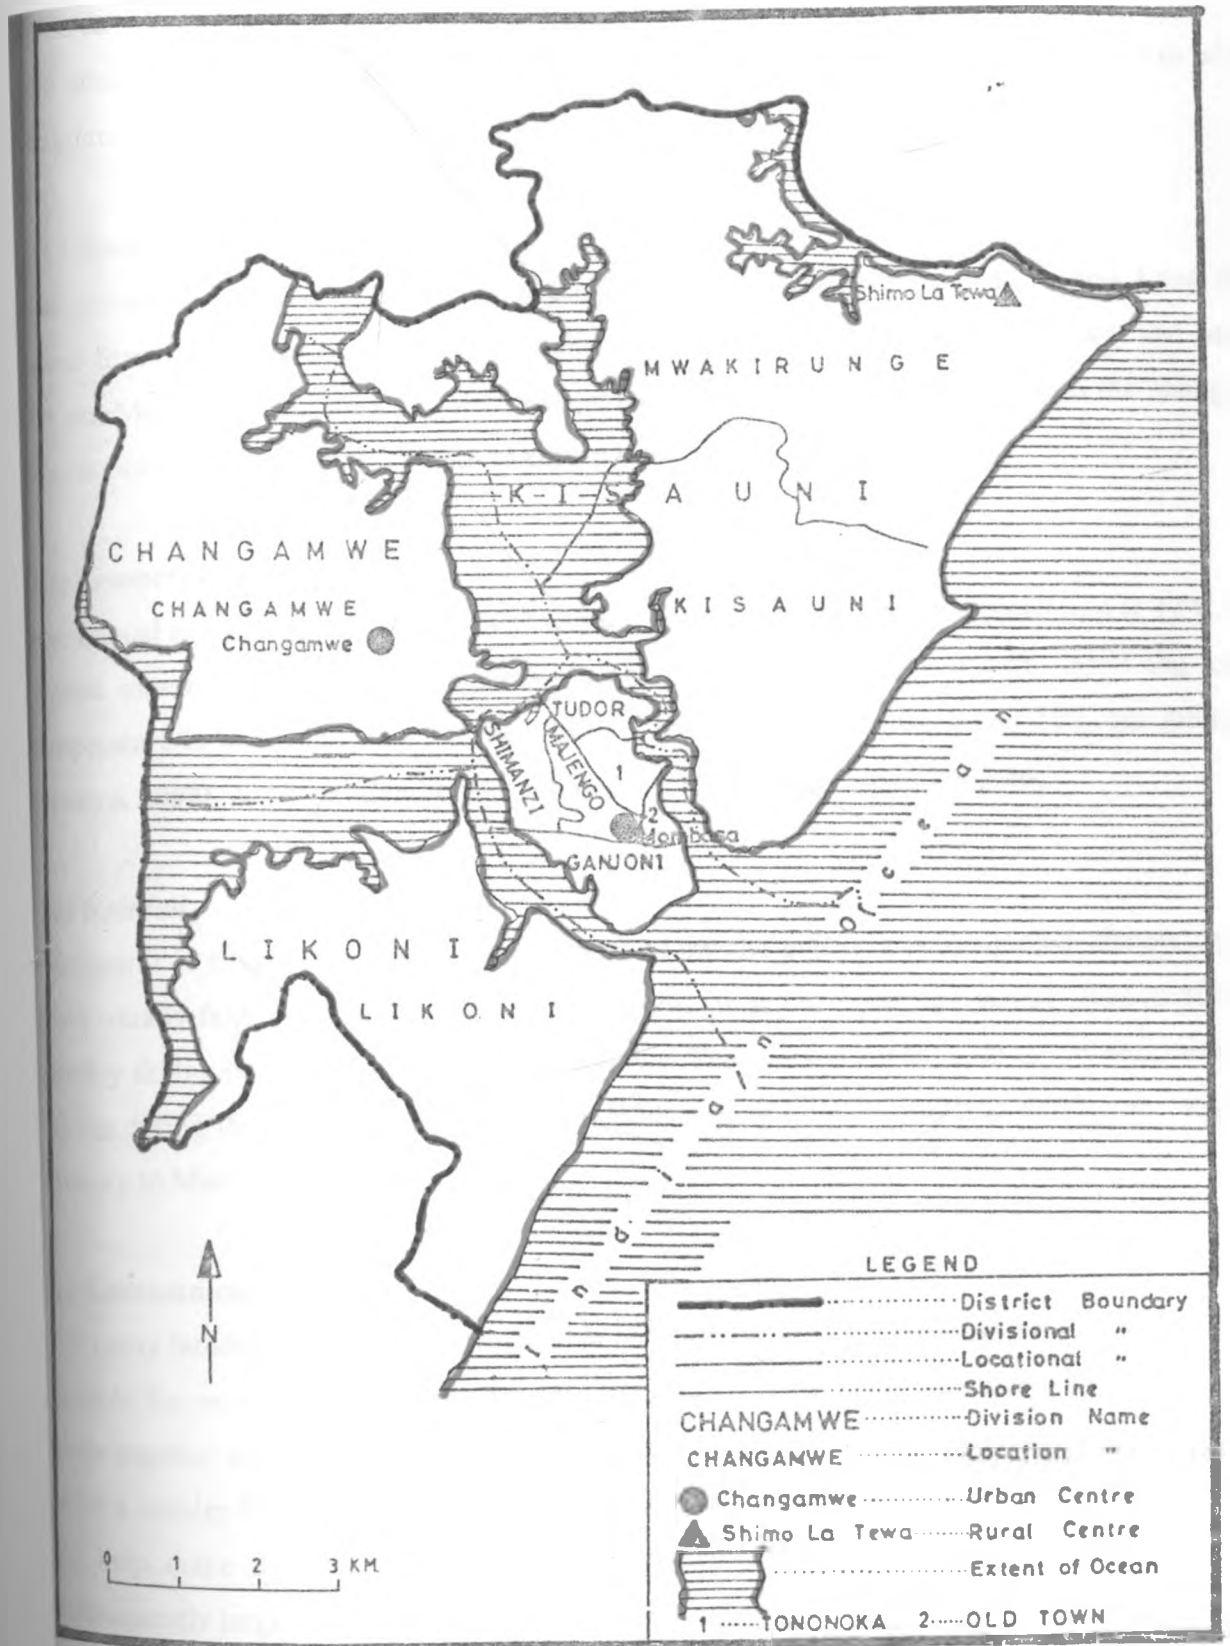 Shimo La Tewa
MWAKIRUNGE
KISAUNI
CHANGAMWE
CHANGAMWE
KISAUNI
Changamwe
TUDOR
SHIMANZI
MAJENGO
1
2
Mombasa
GANJONI
LIKONI
LIKONI
Indian Ocean
N
LEGEND
District Boundary
Divisional "
Locational "
Shore Line
CHANGAMWE Division Name
CHANGAMWE Location "
Changamwe Urban Centre
Shimo La Tewa Rural Centre
Extent of Ocean
1 TONONOKA 2 OLD TOWN
0 1 2 3 KM.